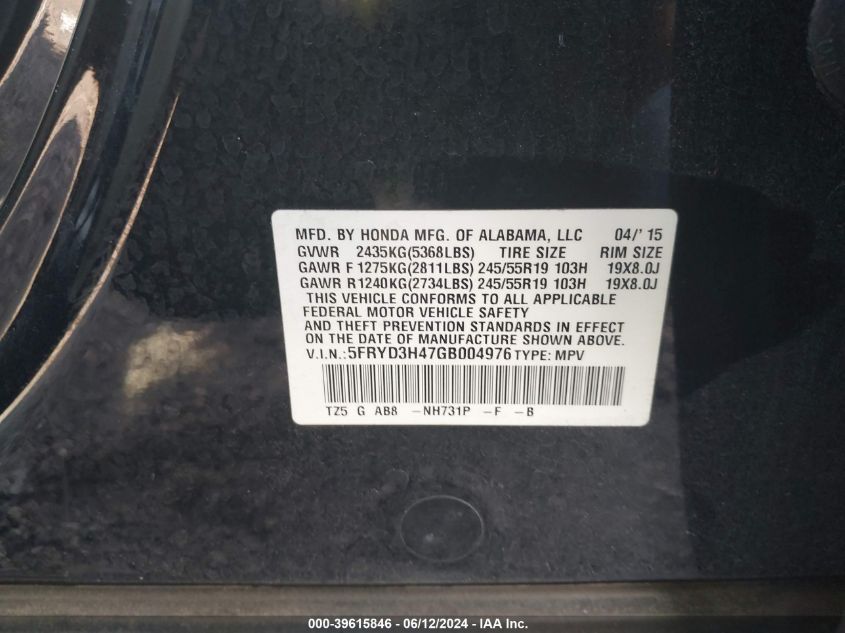 MFD. BY HONDA MFG. OF ALABAMA, LLC 04/'15
GVWR 2435KG(5368LBS) TIRE SIZE RIM SIZE
GAWR F 1275KG(2811LBS) 245/55R19 103H 19X8.0J
GAWR R 1240KG(2734LBS) 245/55R19 103H 19X8.0J
THIS VEHICLE CONFORMS TO ALL APPLICABLE
FEDERAL MOTOR VEHICLE SAFETY
AND THEFT PREVENTION STANDARDS IN EFFECT
ON THE DATE OF MANUFACTURE SHOWN ABOVE.
V.I.N.: 5FRYD3H47GB004976 TYPE: MPV
TZ5 G AB8 -NH731P -F -B
000-39615846 - 06/12/2024 - IAA Inc.